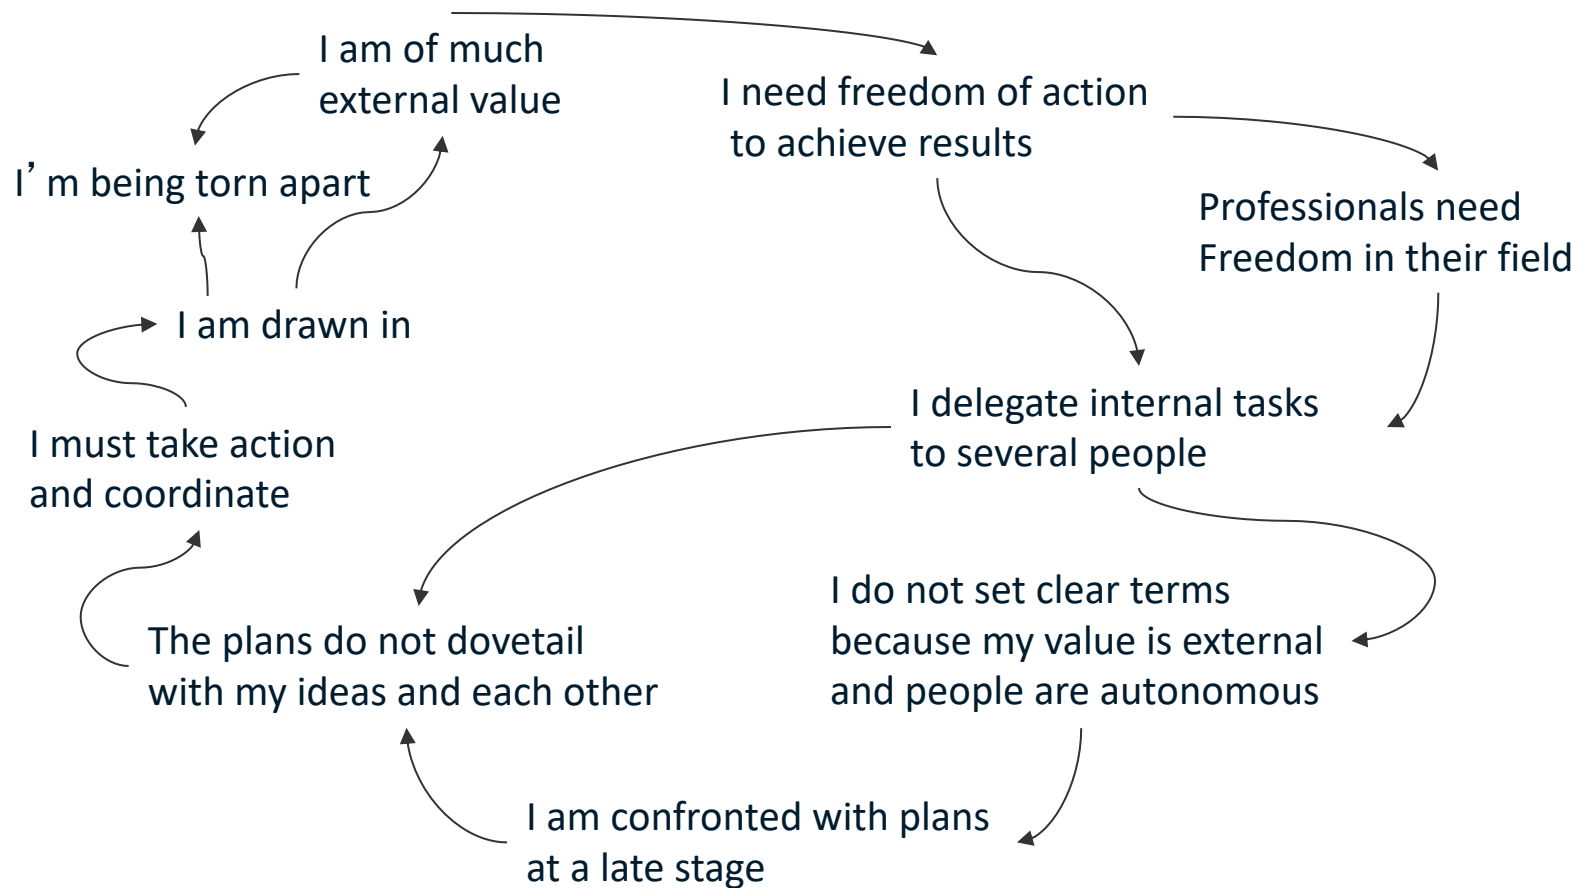 I am of much
external value
I need freedom of action
to achieve results
I’ m being torn apart
Professionals need
Freedom in their field
I am drawn in
I delegate internal tasks
to several people
I must take action
and coordinate
I do not set clear terms
because my value is external
and people are autonomous
The plans do not dovetail
with my ideas and each other
I am confronted with plans
at a late stage